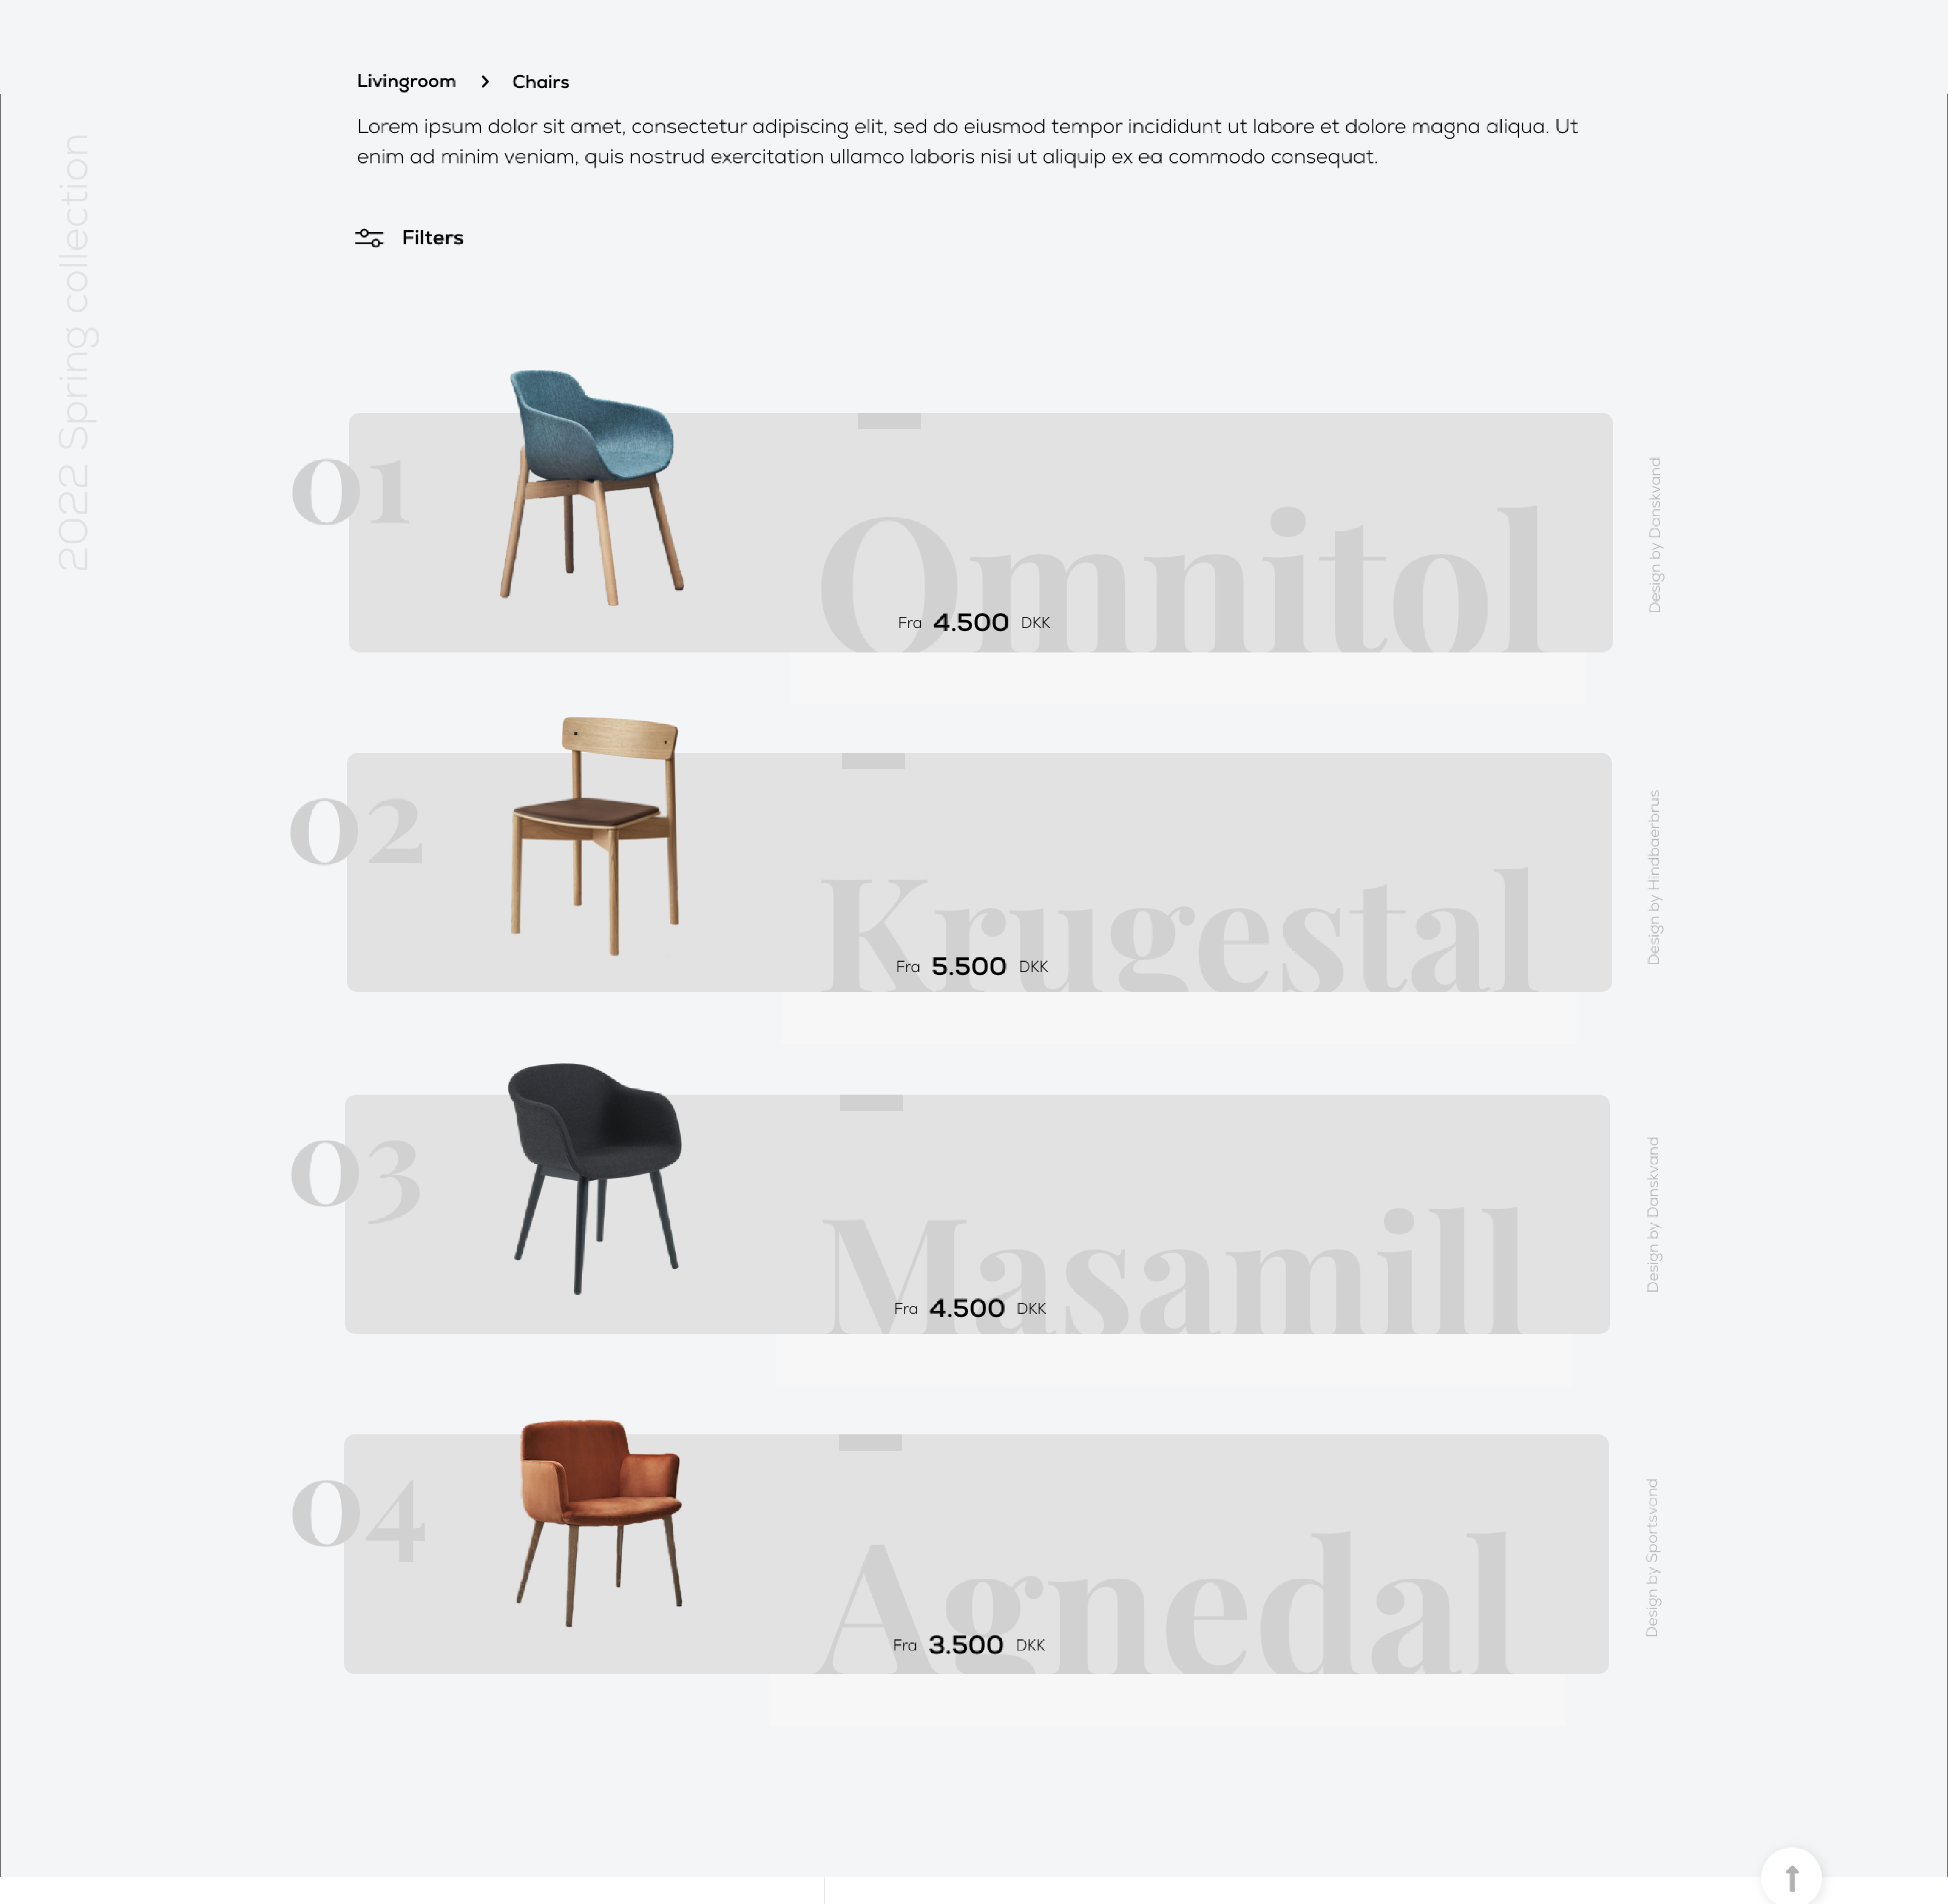 Livingroom > Chairs
Lorem ipsum dolor sit amet, consectetur adipiscing elit, sed do eiusmod tempor incididunt ut labore et dolore magna aliqua. Ut
enim ad minim veniam, quis nostrud exercitation ullamco laboris nisi ut aliquip ex ea commodo consequat.
2022 Spring collection
Filters
01
Omnitol
Fra 4.500 DKK
Design by Danskvand
02
Krugestal
Fra 5.500 DKK
Design by Hindbaerbrus
03
Masamill
Fra 4.500 DKK
Design by Danskvand
04
Agnedal
Fra 3.500 DKK
Design by Sportsvand